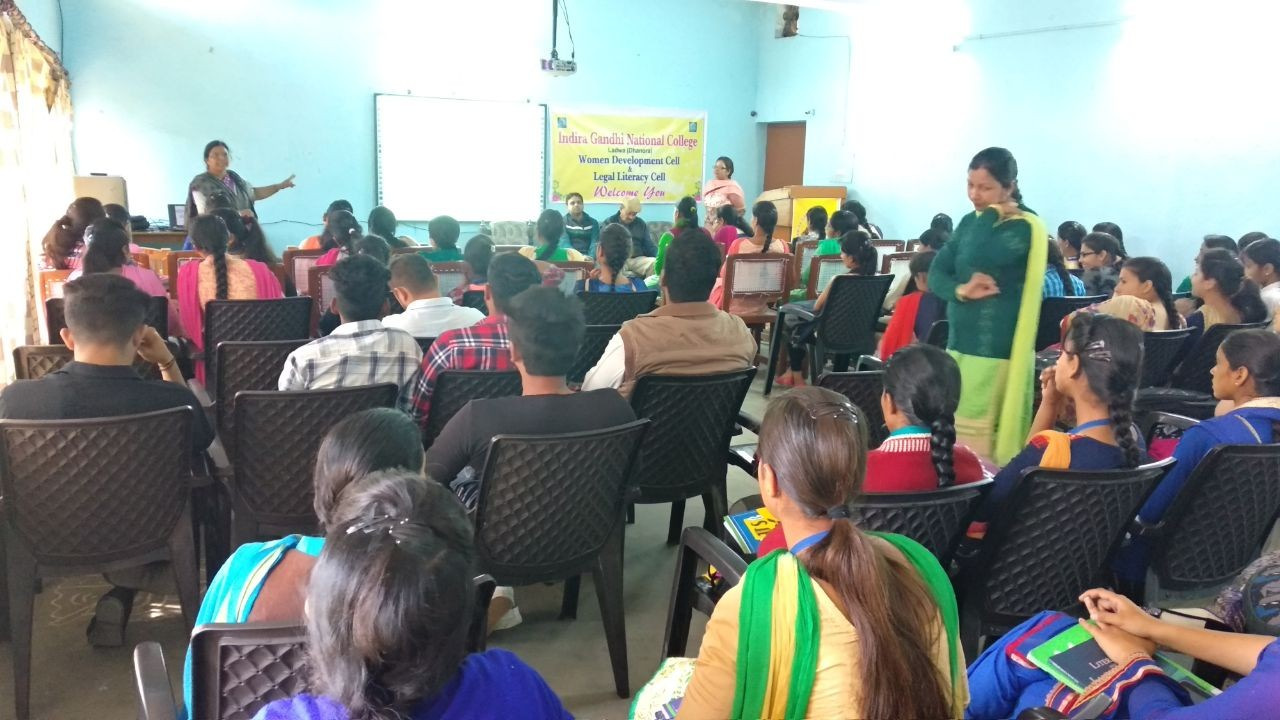 Indira Gandhi National College
Ladwa (Dhanora)
Women Development Cell
&
Legal Literacy Cell
Welcome You